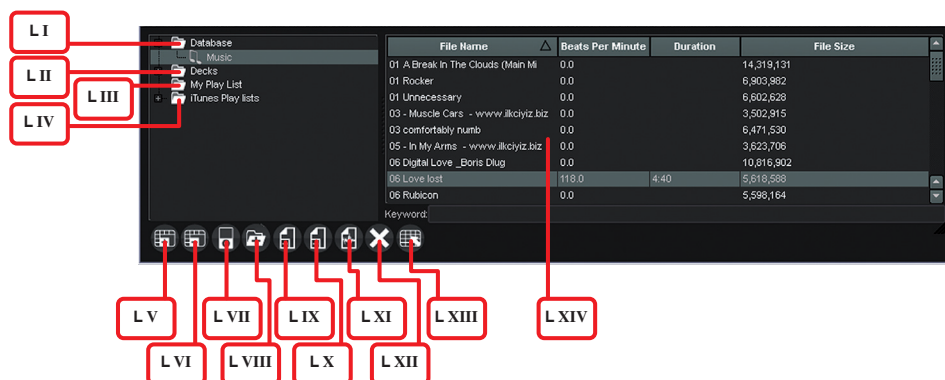 L I
L II
L III
L IV
Database
Music
Decks
My Play List
iTunes Play lists
File Name Beats Per Minute Duration File Size
01 A Break In The Clouds (Main Mi 0.0 14,319,131
01 Rocker 0.0 6,903,982
01 Unnecessary 0.0 6,602,628
03 - Muscle Cars - www.ilkciyiz.biz 0.0 3,502,915
03 comfortably numb 0.0 6,471,530
05 - In My Arms - www.ilkciyiz.biz 0.0 3,623,706
06 Digital Love _Boris Dlug 0.0 10,816,902
06 Love lost 118.0 4:40 5,618,588
06 Rubicon 0.0 5,598,164
Keyword:
L V L VII L IX L XI L XIII L XIV
L VI L VIII L X L XII